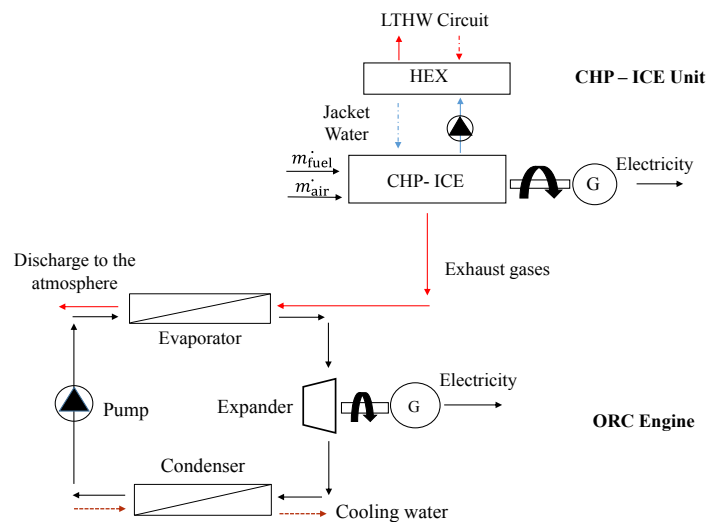 LTHW Circuit
HEX
CHP – ICE Unit
Jacket
Water
ṁfuel
ṁair
CHP- ICE
G
Electricity
Discharge to the
atmosphere
Exhaust gases
Evaporator
Pump
Expander
G
Electricity
ORC Engine
Condenser
Cooling water